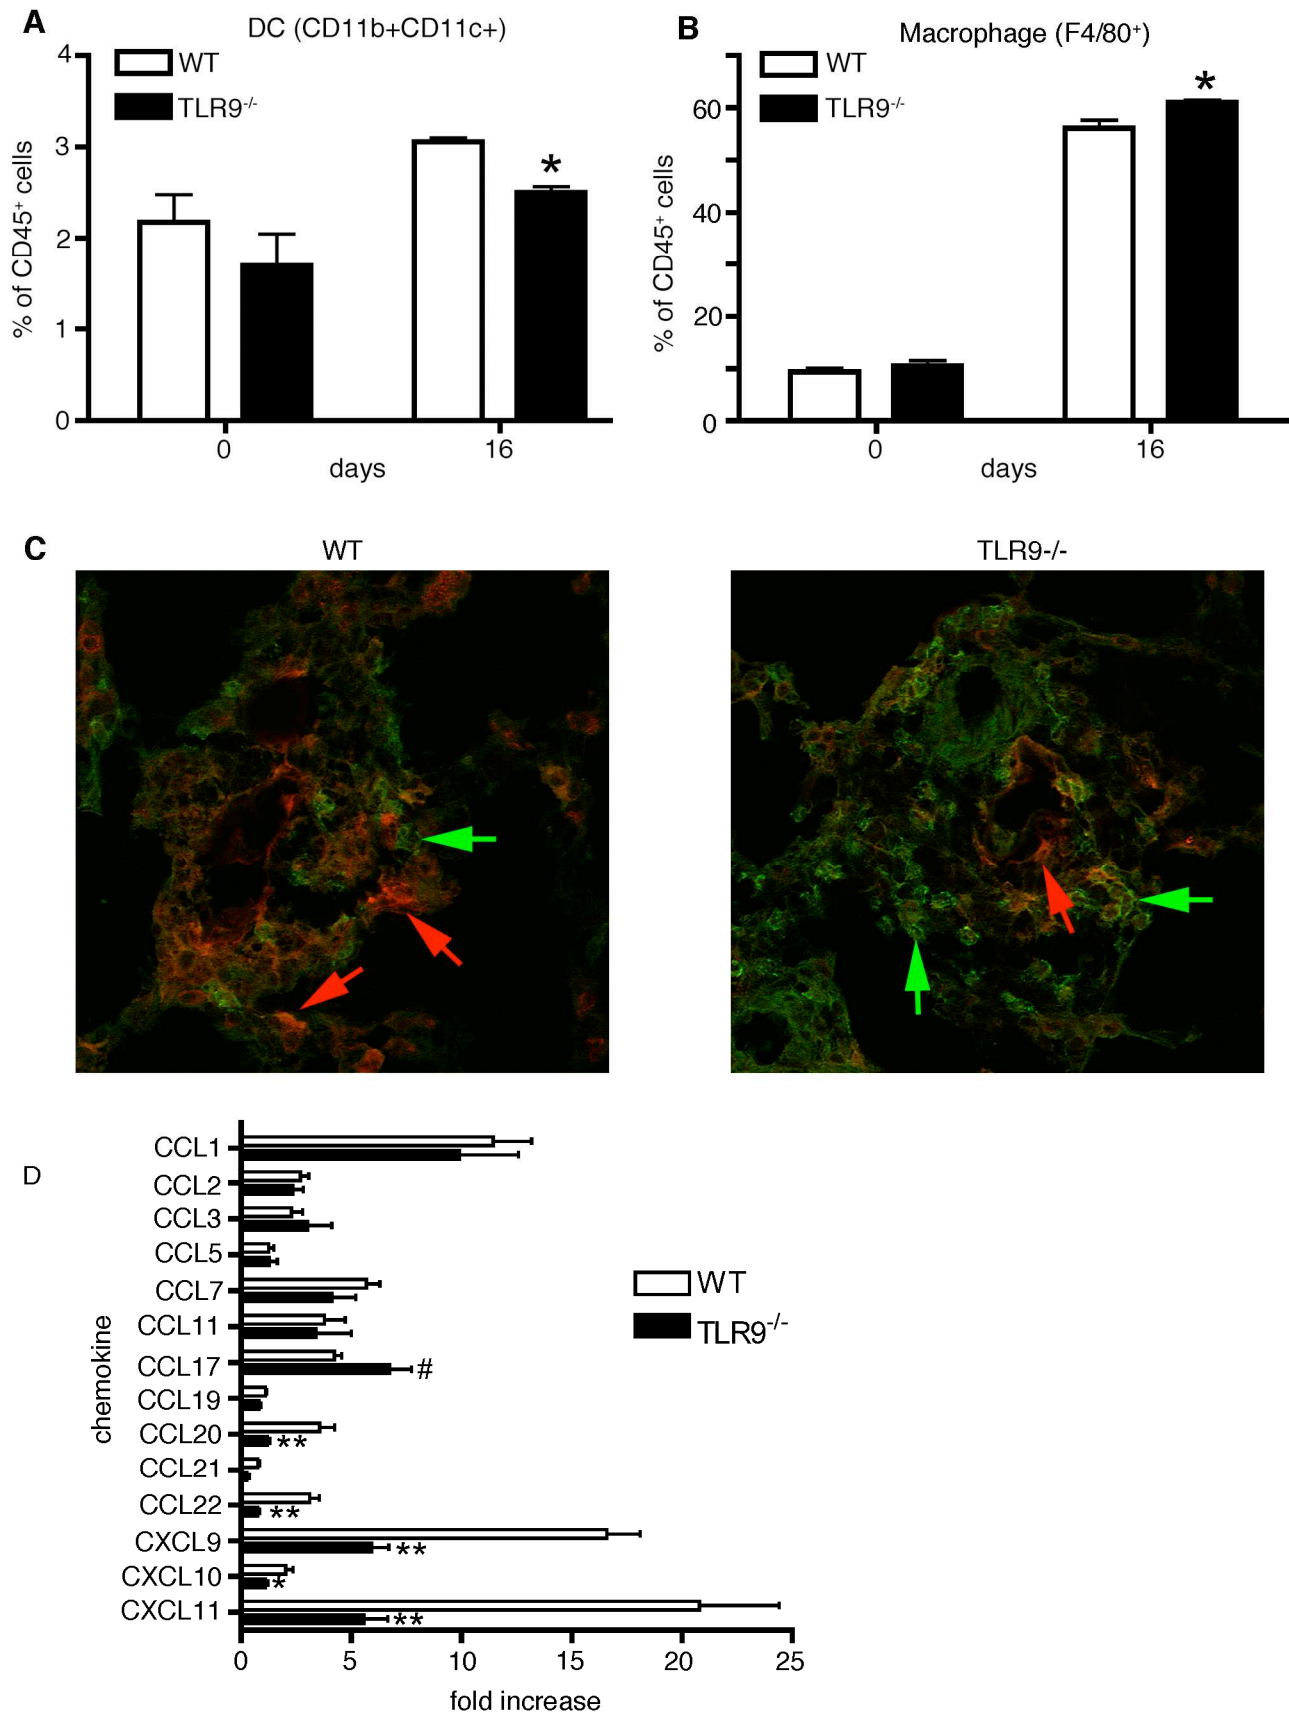 A
DC (CD11b+CD11c+)
WT
TLR9-/-
% of CD45+ cells
4
3
2
1
0
0
16
days
*
B
Macrophage (F4/80+)
WT
TLR9-/-
% of CD45+ cells
60
40
20
0
0
16
days
*
C
WT
TLR9-/-
D
chemokine
CCL1
CCL2
CCL3
CCL5
CCL7
CCL11
CCL17 #
CCL19
CCL20 **
CCL21
CCL22 **
CXCL9 **
CXCL10 *
CXCL11 **
WT
TLR9-/-
0 5 10 15 20 25
fold increase